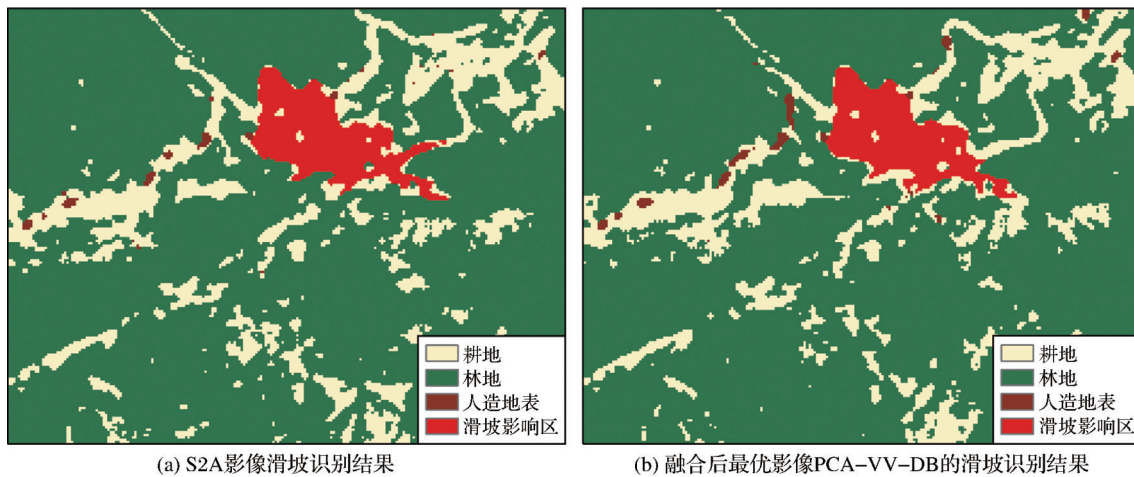 耕地
林地
人造地表
滑坡影响区
耕地
林地
人造地表
滑坡影响区
(a) S2A影像滑坡识别结果
(b) 融合后最优影像PCA-VV-DB的滑坡识别结果